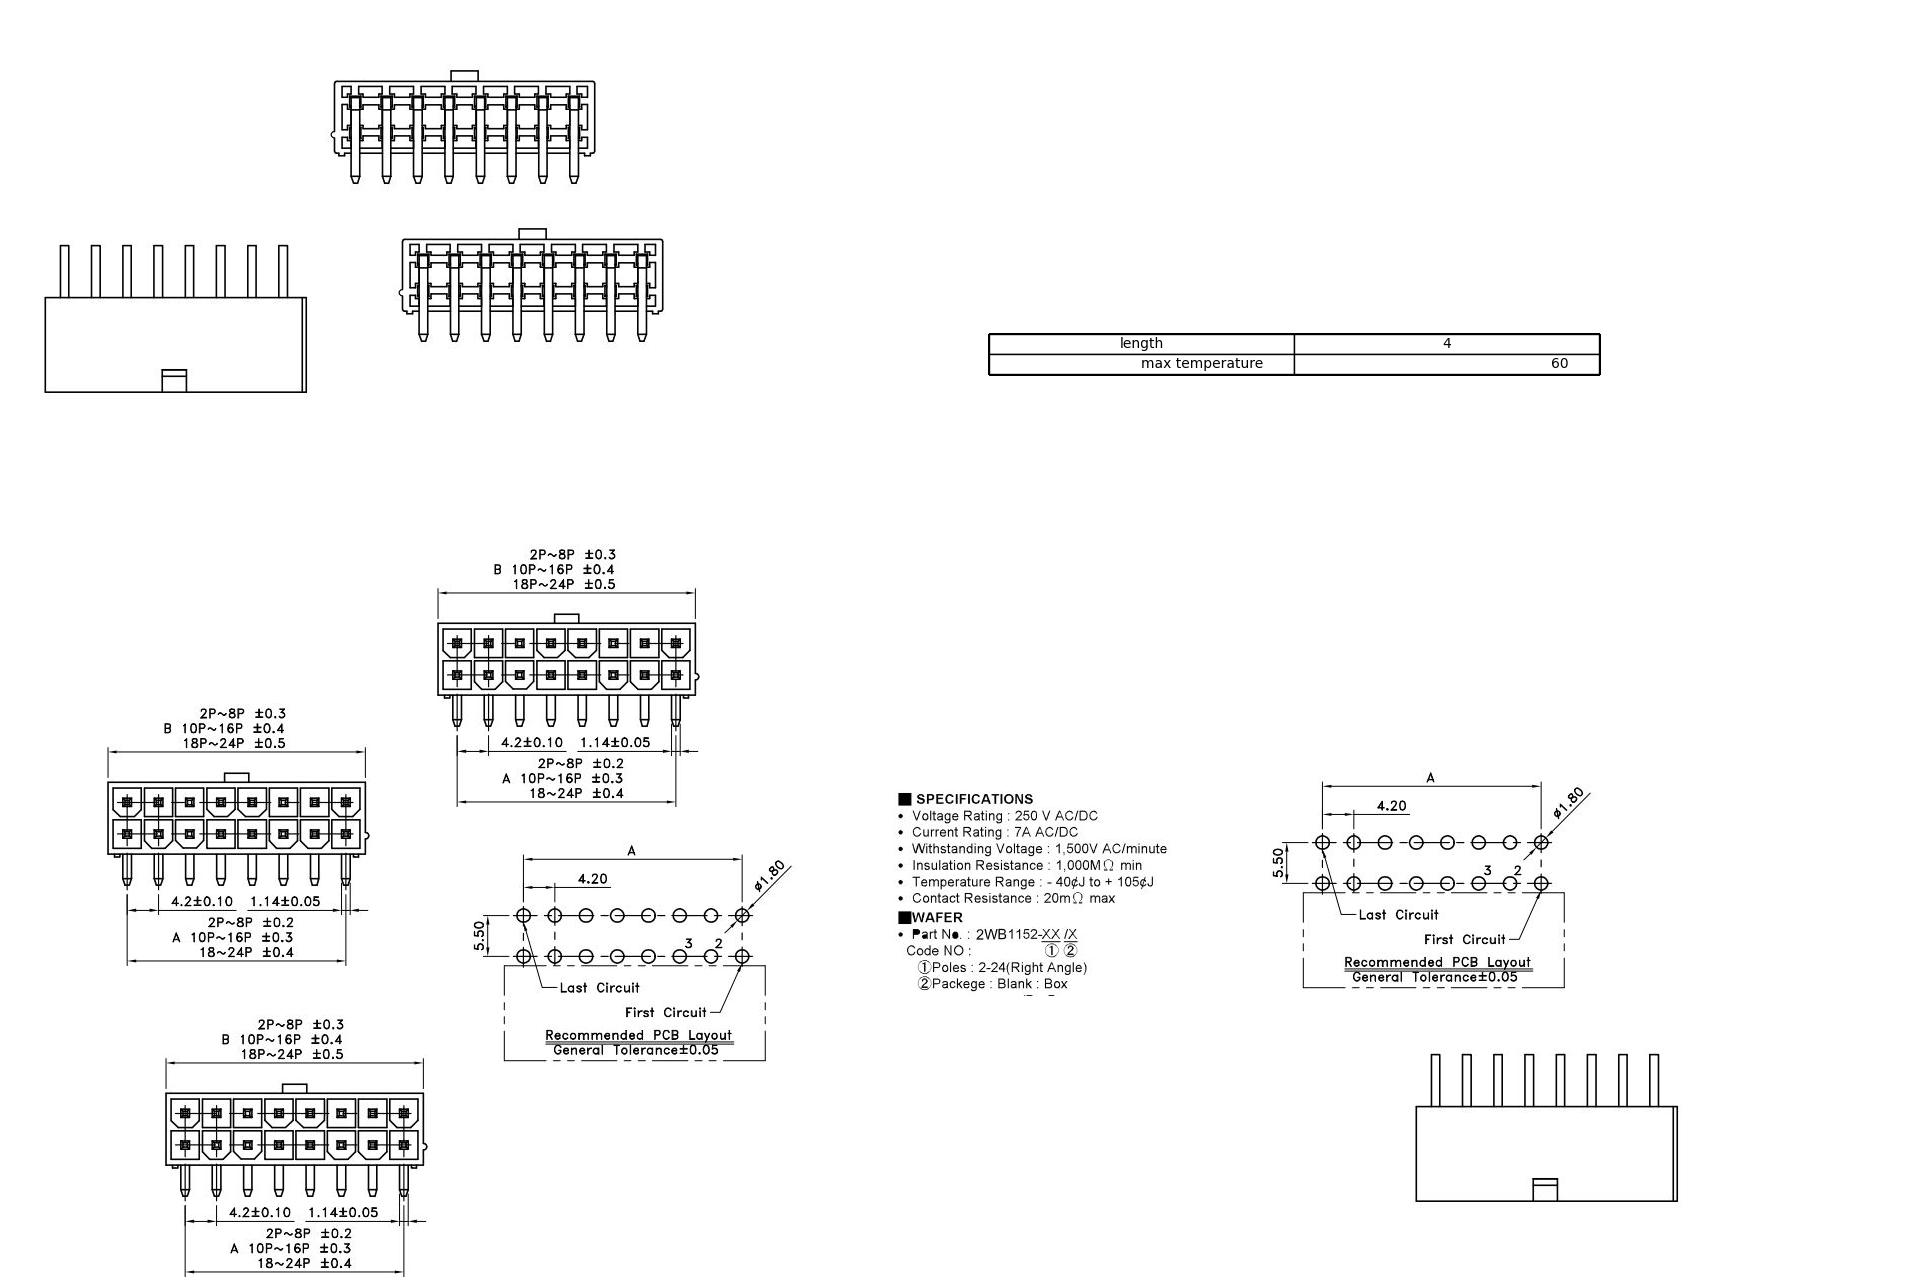 length 4
max temperature 60
2P~8P ±0.3
B 10P~16P ±0.4
18P~24P ±0.5
4.2±0.10 1.14±0.05
2P~8P ±0.2
A 10P~16P ±0.3
18~24P ±0.4
2P~8P ±0.3
B 10P~16P ±0.4
18P~24P ±0.5
4.2±0.10 1.14±0.05
2P~8P ±0.2
A 10P~16P ±0.3
18~24P ±0.4
A
4.20
ø1.80
5.50
3 2
Last Circuit
First Circuit
Recommended PCB Layout
General Tolerance±0.05
■ SPECIFICATIONS
• Voltage Rating : 250 V AC/DC
• Current Rating : 7A AC/DC
• Withstanding Voltage : 1,500V AC/minute
• Insulation Resistance : 1,000MΩ min
• Temperature Range : - 40¢J to + 105¢J
• Contact Resistance : 20mΩ max
■WAFER
• Part No. : 2WB1152-XX /X
Code NO : ① ②
①Poles : 2-24(Right Angle)
②Packege : Blank : Box
A
4.20
ø1.80
5.50
3 2
Last Circuit
First Circuit
Recommended PCB Layout
General Tolerance±0.05
2P~8P ±0.3
B 10P~16P ±0.4
18P~24P ±0.5
4.2±0.10 1.14±0.05
2P~8P ±0.2
A 10P~16P ±0.3
18~24P ±0.4